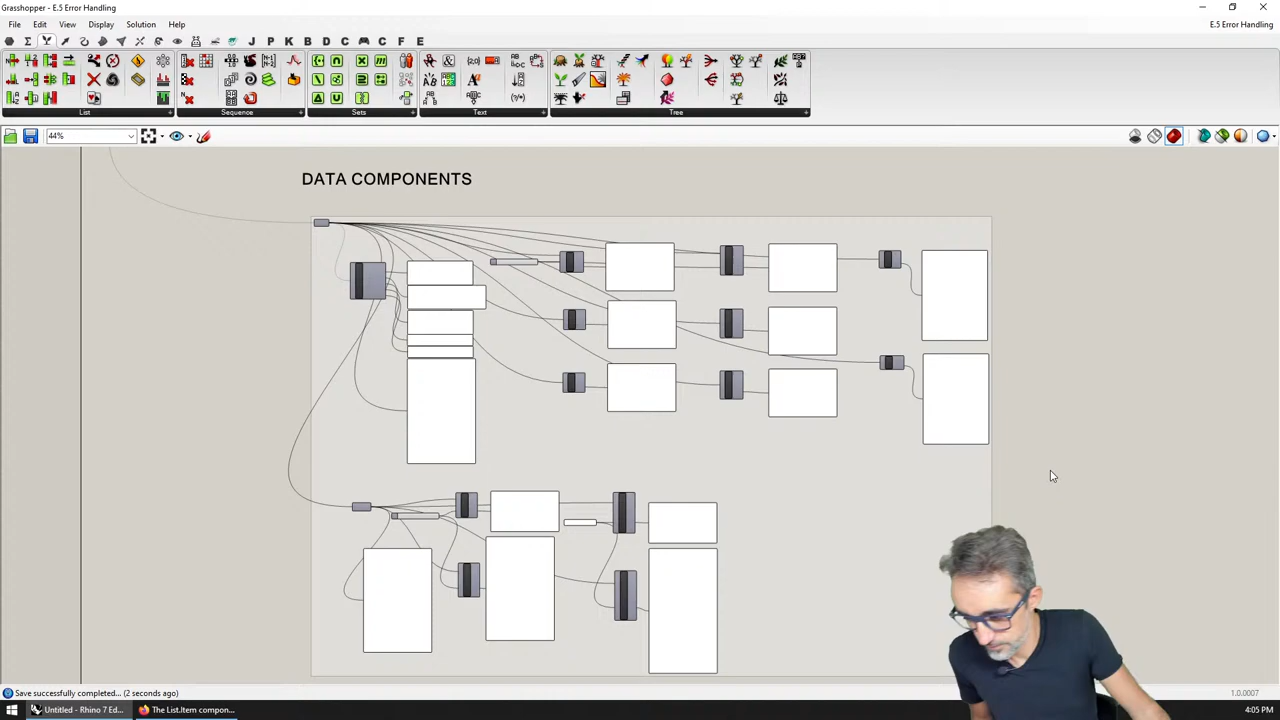 Grasshopper - E.5 Error Handling
File Edit View Display Solution Help
E.5 Error Handling
J P K B D C F E
List Sequence Sets Text Tree
44%
DATA COMPONENTS
Save successfully completed... (2 seconds ago)
1.0.0007
Untitled - Rhino 7 Ed...
The List.Item compon...
4:05 PM